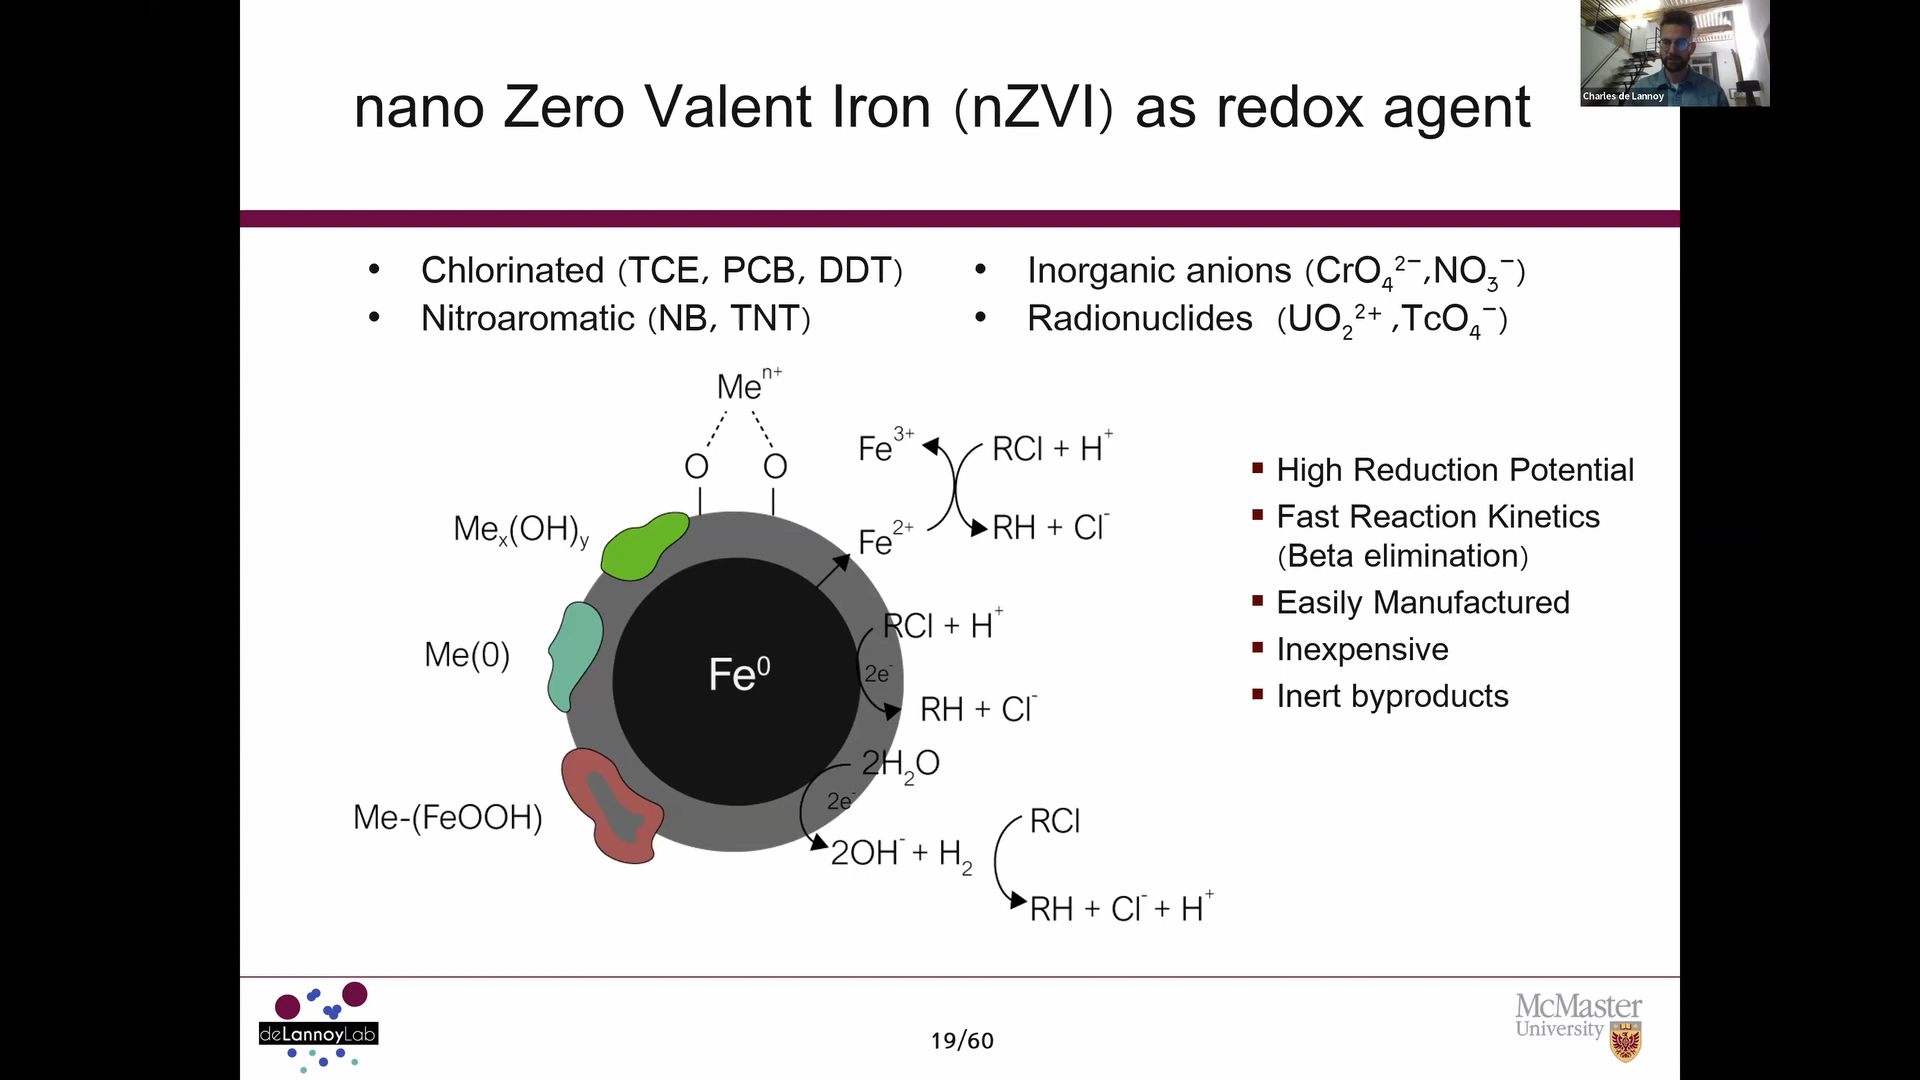 Charles de Lannoy
nano Zero Valent Iron (nZVI) as redox agent
• Chlorinated (TCE, PCB, DDT)
• Nitroaromatic (NB, TNT)
• Inorganic anions (CrO₄²⁻,NO₃⁻)
• Radionuclides (UO₂²⁺ ,TcO₄⁻)
Meⁿ⁺
O O
Meₓ(OH)ᵧ
Me(0)
Me-(FeOOH)
Fe⁰
Fe³⁺
Fe²⁺
RCl + H⁺
RH + Cl⁻
RCl + H⁺
2e⁻
RH + Cl⁻
2H₂O
2e⁻
2OH⁻ + H₂
RCl
RH + Cl⁻ + H⁺
▪ High Reduction Potential
▪ Fast Reaction Kinetics
(Beta elimination)
▪ Easily Manufactured
▪ Inexpensive
▪ Inert byproducts
deLannoyLab
19/60
McMaster
University